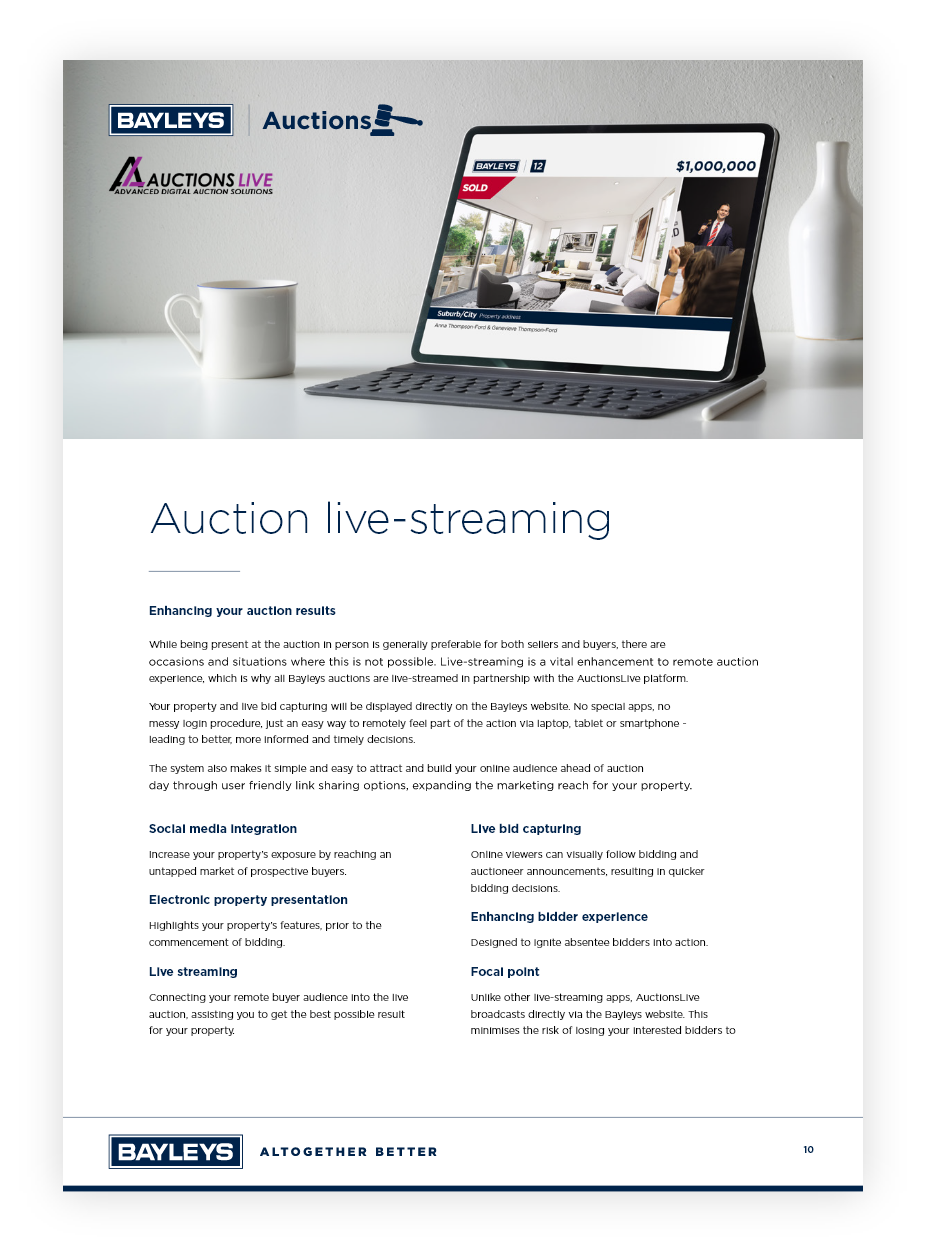 BAYLEYS
Auctions
AUCTIONS LIVE
ADVANCED DIGITAL AUCTION SOLUTIONS
BAYLEYS 12 $1,000,000
SOLD
Suburb/City Property address
Anna Thompson-Ford & Genevieve Thompson-Ford
Auction live-streaming
Enhancing your auction results
While being present at the auction in person is generally preferable for both sellers and buyers, there are
occasions and situations where this is not possible. Live-streaming is a vital enhancement to remote auction
experience, which is why all Bayleys auctions are live-streamed in partnership with the AuctionsLive platform.
Your property and live bid capturing will be displayed directly on the Bayleys website. No special apps, no
messy login procedure, just an easy way to remotely feel part of the action via laptop, tablet or smartphone -
leading to better, more informed and timely decisions.
The system also makes it simple and easy to attract and build your online audience ahead of auction
day through user friendly link sharing options, expanding the marketing reach for your property.
Social media integration
Increase your property's exposure by reaching an
untapped market of prospective buyers.
Electronic property presentation
Highlights your property's features, prior to the
commencement of bidding.
Live streaming
Connecting your remote buyer audience into the live
auction, assisting you to get the best possible result
for your property.
Live bid capturing
Online viewers can visually follow bidding and
auctioneer announcements, resulting in quicker
bidding decisions.
Enhancing bidder experience
Designed to ignite absentee bidders into action.
Focal point
Unlike other live-streaming apps, AuctionsLive
broadcasts directly via the Bayleys website. This
minimises the risk of losing your interested bidders to
BAYLEYS ALTOGETHER BETTER
10